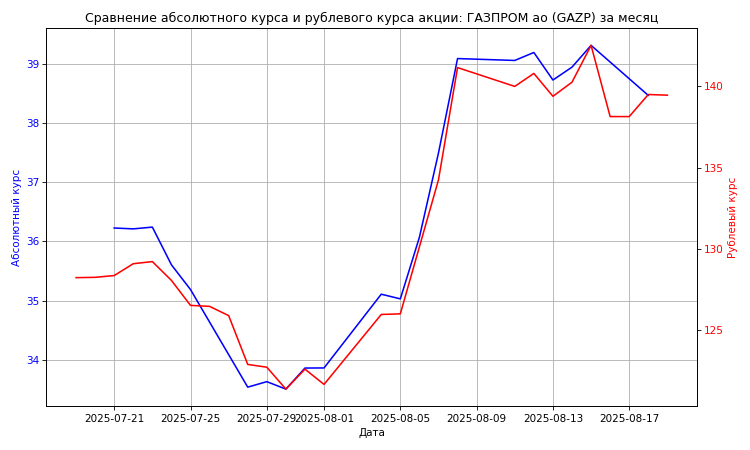 Сравнение абсолютного курса и рублевого курса акции: ГАЗПРОМ ао (GAZP) за месяц
39
38
37
36
35
34
Абсолютный курс
140
135
130
125
Рублевый курс
2025-07-21 2025-07-25 2025-07-29 2025-08-01 2025-08-05 2025-08-09 2025-08-13 2025-08-17
Дата